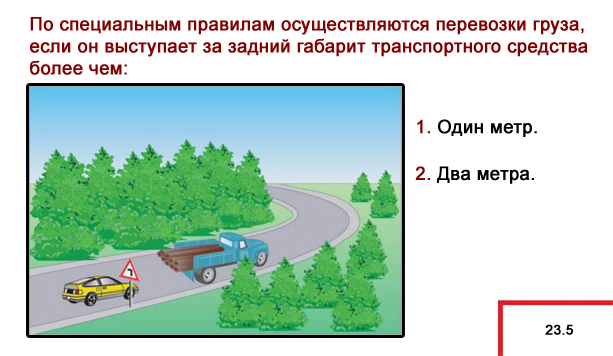 По специальным правилам осуществляются перевозки груза,
если он выступает за задний габарит транспортного средства
более чем:
1. Один метр.
2. Два метра.
23.5